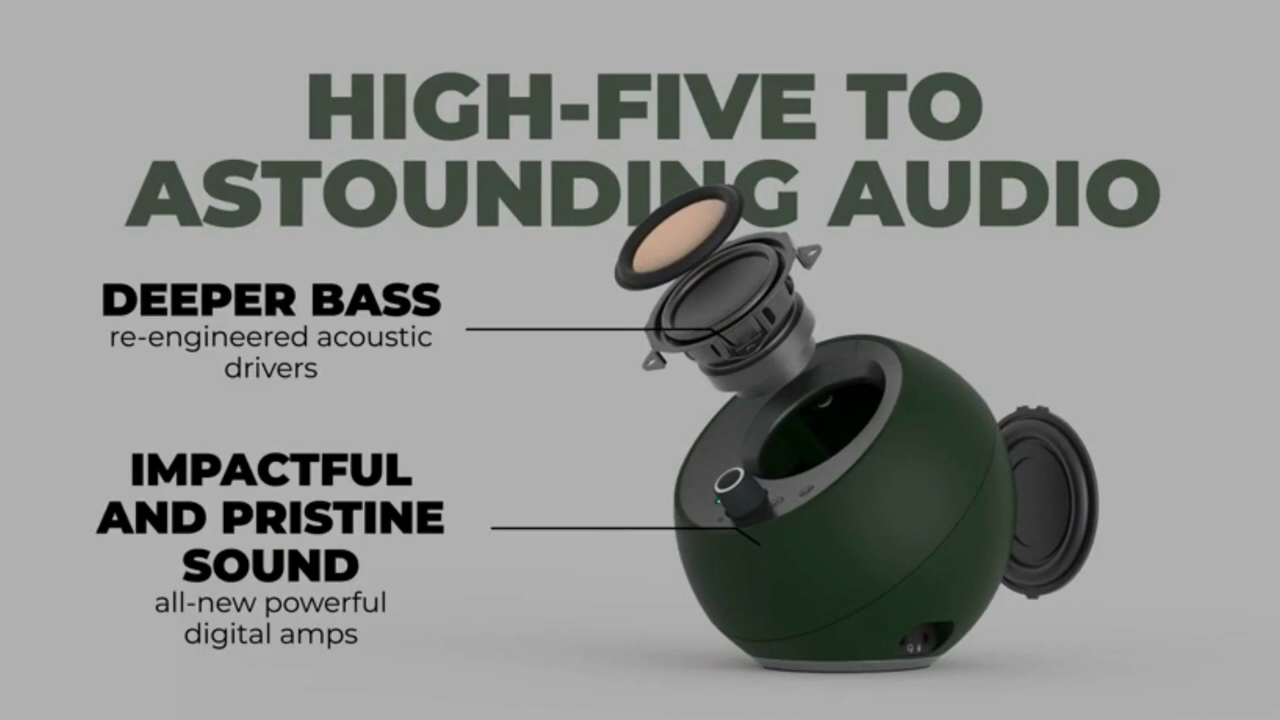 HIGH-FIVE TO
ASTOUNDING AUDIO
DEEPER BASS
re-engineered acoustic
drivers
IMPACTFUL
AND PRISTINE
SOUND
all-new powerful
digital amps